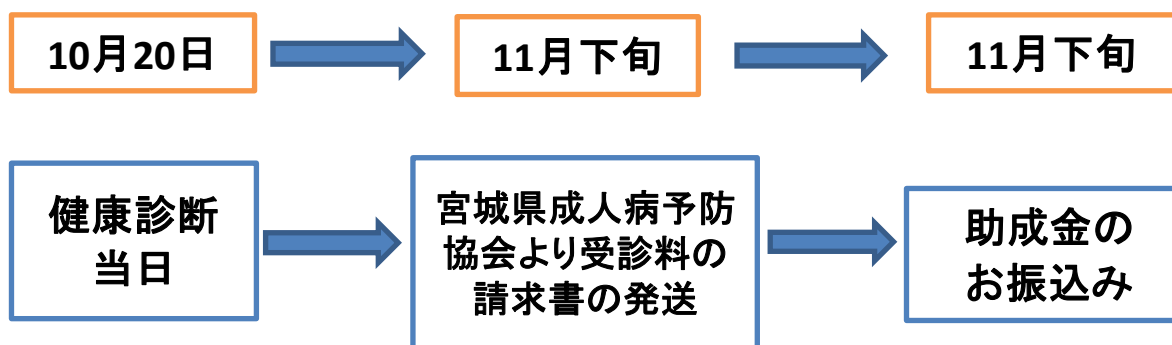 10月20日
11月下旬
11月下旬
健康診断
当日
宮城県成人病予防
協会より受診料の
請求書の発送
助成金の
お振込み